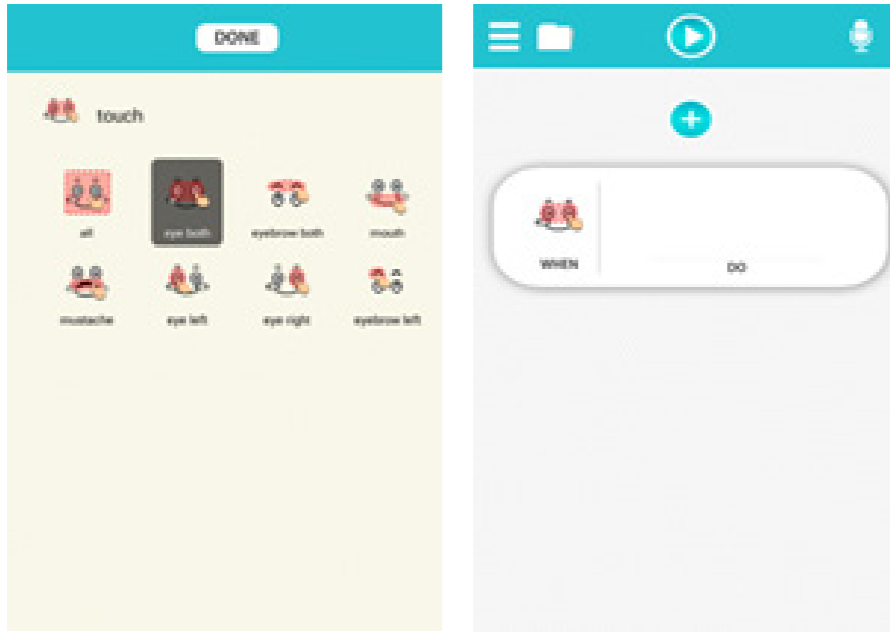 DONE
touch
all
eye both
eyebrow both
mouth
mustache
eye left
eye right
eyebrow left
WHEN
DO